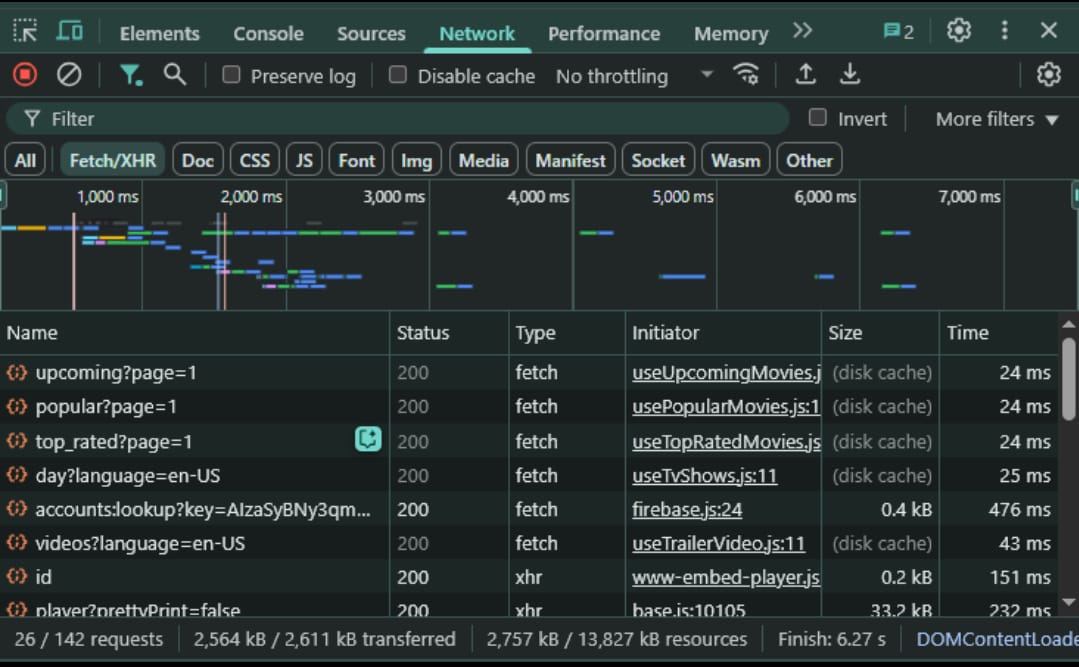 Elements Console Sources Network Performance Memory 2
Preserve log Disable cache No throttling
Filter Invert More filters
All Fetch/XHR Doc CSS JS Font Img Media Manifest Socket Wasm Other
1,000 ms 2,000 ms 3,000 ms 4,000 ms 5,000 ms 6,000 ms 7,000 ms
Name Status Type Initiator Size Time
upcoming?page=1 200 fetch useUpcomingMovies.j (disk cache) 24 ms
popular?page=1 200 fetch usePopularMovies.js:1 (disk cache) 24 ms
top_rated?page=1 200 fetch useTopRatedMovies.js (disk cache) 24 ms
day?language=en-US 200 fetch useTvShows.js:11 (disk cache) 25 ms
accounts:lookup?key=AIzaSyBNy3qm... 200 fetch firebase.js:24 0.4 kB 476 ms
videos?language=en-US 200 fetch useTrailerVideo.js:11 (disk cache) 43 ms
id 200 xhr www-embed-player.js 0.2 kB 151 ms
player?prettyPrint=false 200 xhr base.js:10105 33.2 kB 232 ms
26 / 142 requests 2,564 kB / 2,611 kB transferred 2,757 kB / 13,827 kB resources Finish: 6.27 s DOMContentLoade